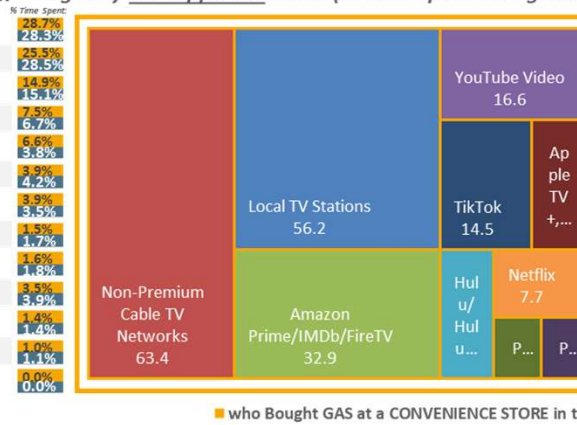 % Time Spent:
28.7%
28.3%
25.5%
28.5%
14.9%
15.1%
7.5%
6.7%
6.6%
3.8%
3.9%
4.2%
3.9%
3.5%
1.5%
1.7%
1.6%
1.8%
3.5%
3.9%
1.4%
1.4%
1.0%
1.1%
0.0%
0.0%
Non-Premium
Cable TV
Networks
63.4
Local TV Stations
56.2
Amazon
Prime/IMDb/FireTV
32.9
YouTube Video
16.6
TikTok
14.5
Ap
ple
TV
+,...
Hul
u/
Hul
u...
Netflix
7.7
P...
P...
who Bought GAS at a CONVENIENCE STORE in t